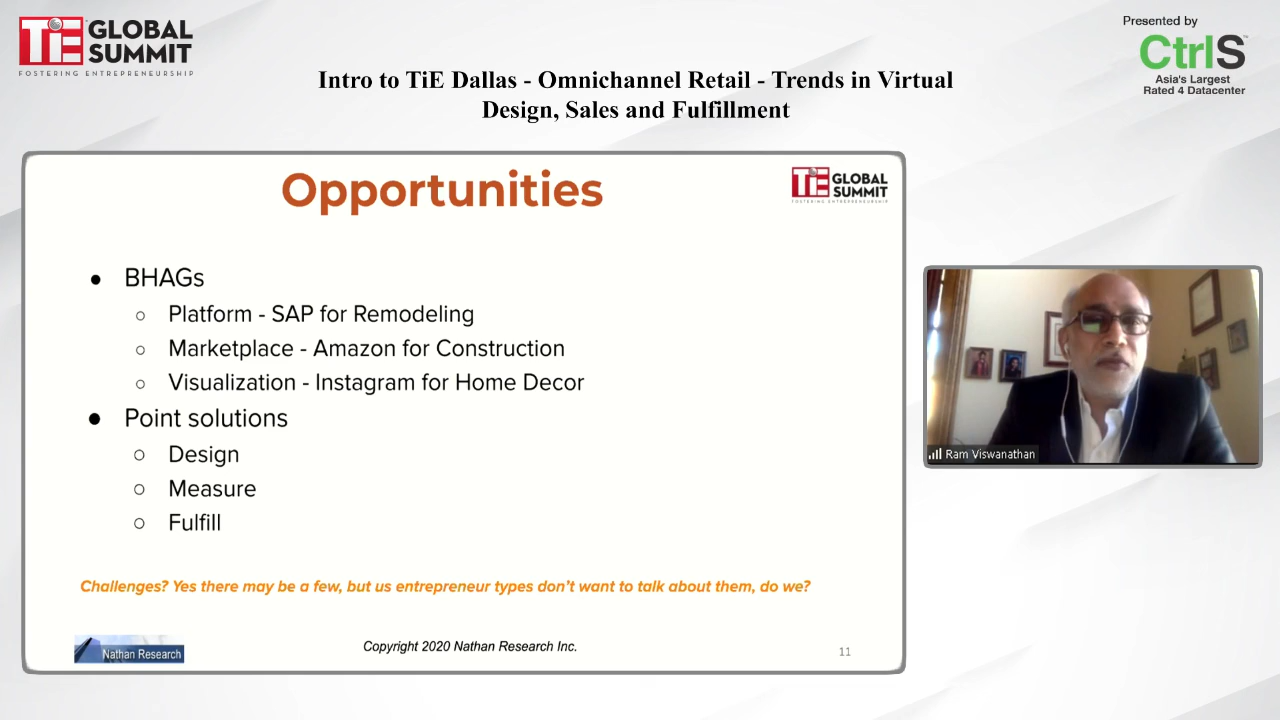 TiE GLOBAL SUMMIT
FOSTERING ENTREPRENEURSHIP
Presented by
CtrlS
Asia's Largest
Rated 4 Datacenter
Intro to TiE Dallas - Omnichannel Retail - Trends in Virtual
Design, Sales and Fulfillment
Opportunities
TiE GLOBAL SUMMIT
FOSTERING ENTREPRENEURSHIP
● BHAGs
○ Platform - SAP for Remodeling
○ Marketplace - Amazon for Construction
○ Visualization - Instagram for Home Decor
● Point solutions
○ Design
○ Measure
○ Fulfill
Challenges? Yes there may be a few, but us entrepreneur types don't want to talk about them, do we?
Nathan Research
Copyright 2020 Nathan Research Inc.
11
Ram Viswanathan